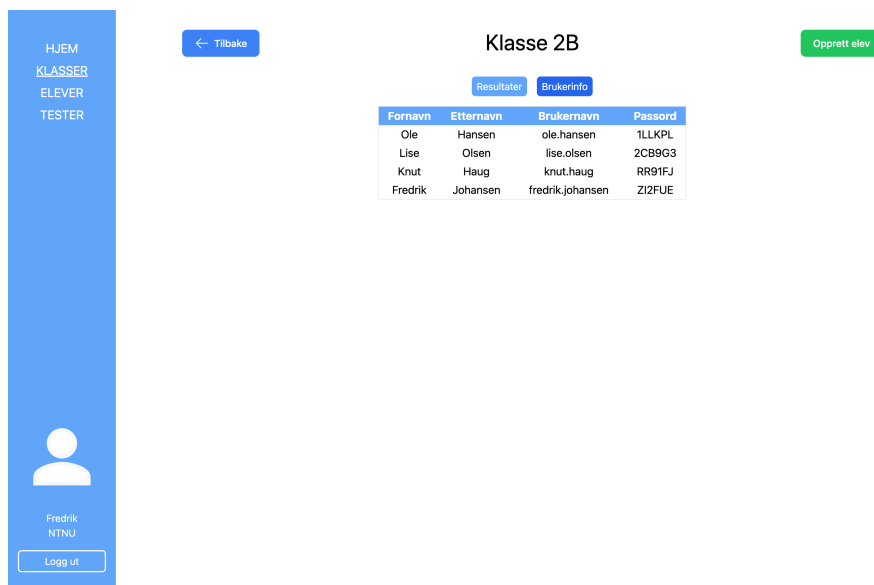 HJEM
KLASSER
ELEVER
TESTER
Fredrik
NTNU
Logg ut
Tilbake
Klasse 2B
Opprett elev
Resultater
Brukerinfo
Fornavn Etternavn Brukernavn Passord
Ole Hansen ole.hansen 1LLKPL
Lise Olsen lise.olsen 2CB9G3
Knut Haug knut.haug RR91FJ
Fredrik Johansen fredrik.johansen ZI2FUE